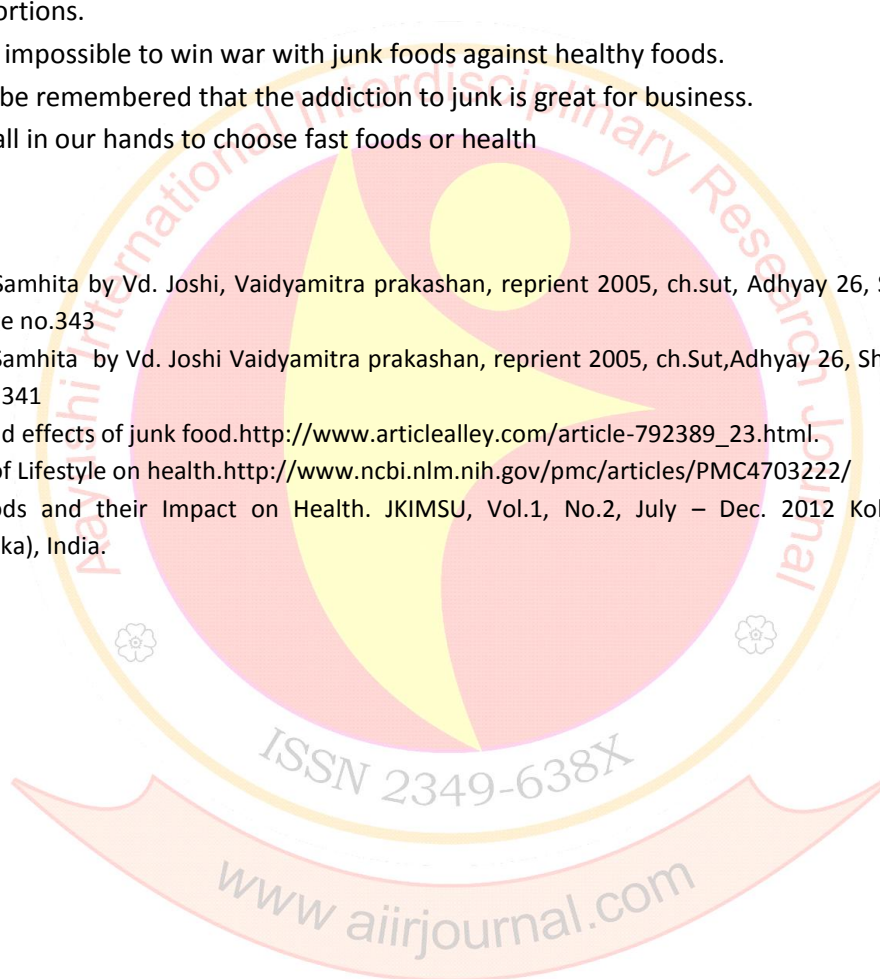 ortions.
impossible to win war with junk foods against healthy foods.
be remembered that the addiction to junk is great for business.
all in our hands to choose fast foods or health
Samhita by Vd. Joshi, Vaidyamitra prakashan, reprient 2005, ch.sut, Adhyay 26, S
e no.343
Samhita by Vd. Joshi Vaidyamitra prakashan, reprient 2005, ch.Sut,Adhyay 26, Sh
341
d effects of junk food.http://www.articlealley.com/article-792389_23.html.
of Lifestyle on health.http://www.ncbi.nlm.nih.gov/pmc/articles/PMC4703222/
ods and their Impact on Health. JKIMSU, Vol.1, No.2, July – Dec. 2012 Kol
ka), India.
Aayushi International Interdisciplinary Research Journal
ISSN 2349-638X
www aiirjournal.com